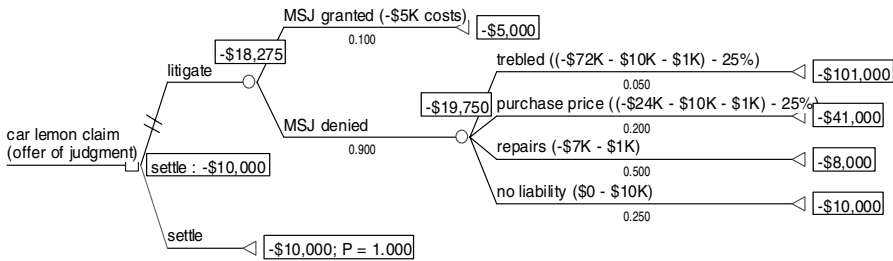 MSJ granted (-$5K costs)
0.100
-$5,000
-$18,275
litigate
trebled ((-$72K - $10K - $1K) - 25%)
0.050
-$101,000
-$19,750
purchase price ((-$24K - $10K - $1K) - 25%)
0.200
-$41,000
MSJ denied
0.900
car lemon claim
(offer of judgment)
settle : -$10,000
repairs (-$7K - $1K)
0.500
-$8,000
no liability ($0 - $10K)
0.250
-$10,000
settle
-$10,000; P = 1.000